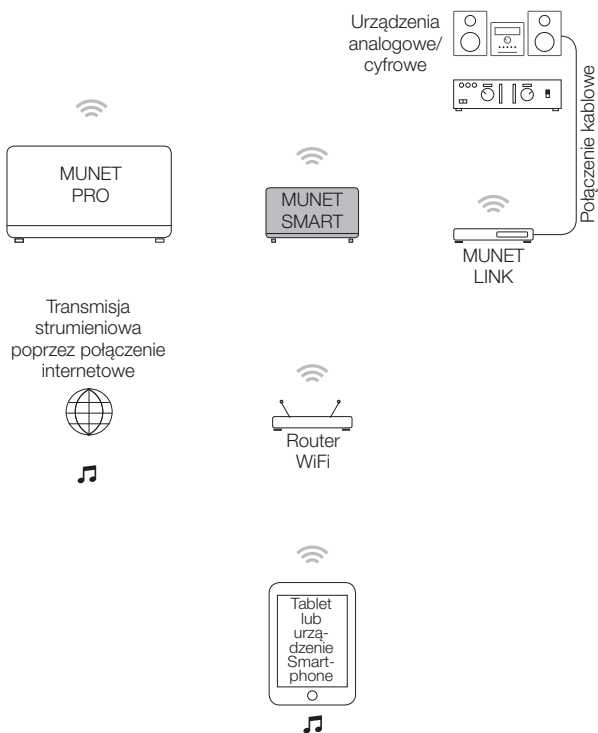 Urządzenia
analogowe/
cyfrowe
Połączenie kablowe
MUNET
PRO
MUNET
SMART
MUNET
LINK
Transmisja
strumieniowa
poprzez połączenie
internetowe
Router
WiFi
Tablet
lub
urzą-
dzenie
Smart-
phone